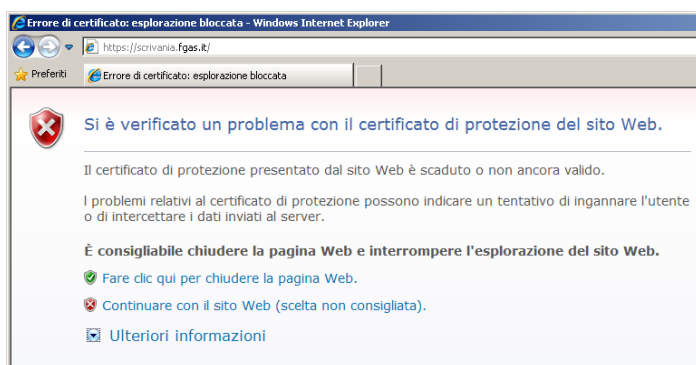 Errore di certificato: esplorazione bloccata - Windows Internet Explorer
https://scrivania.fgas.it/
Preferiti
Errore di certificato: esplorazione bloccata
Si è verificato un problema con il certificato di protezione del sito Web.
Il certificato di protezione presentato dal sito Web è scaduto o non ancora valido.
I problemi relativi al certificato di protezione possono indicare un tentativo di ingannare l'utente
o di intercettare i dati inviati al server.
È consigliabile chiudere la pagina Web e interrompere l'esplorazione del sito Web.
Fare clic qui per chiudere la pagina Web.
Continuare con il sito Web (scelta non consigliata).
Ulteriori informazioni